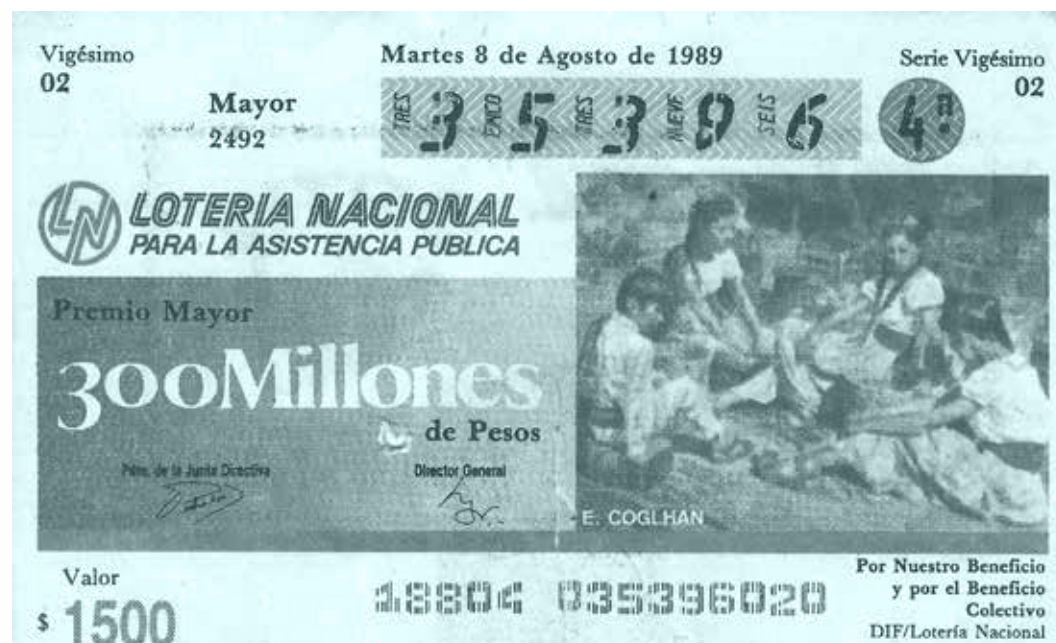 Vigésimo
02
Martes 8 de Agosto de 1989
Serie Vigésimo
02
Mayor
2492
TRES 3 CINCO 5 TRES 3 NUEVE 9 SEIS 6
4ª
LN
LOTERIA NACIONAL
PARA LA ASISTENCIA PUBLICA
Premio Mayor
300Millones
de Pesos
Pdte. de la Junta Directiva
Director General
E. COGLHAN
Valor
$ 1500
18804 035396020
Por Nuestro Beneficio
y por el Beneficio
Colectivo
DIF/Lotería Nacional